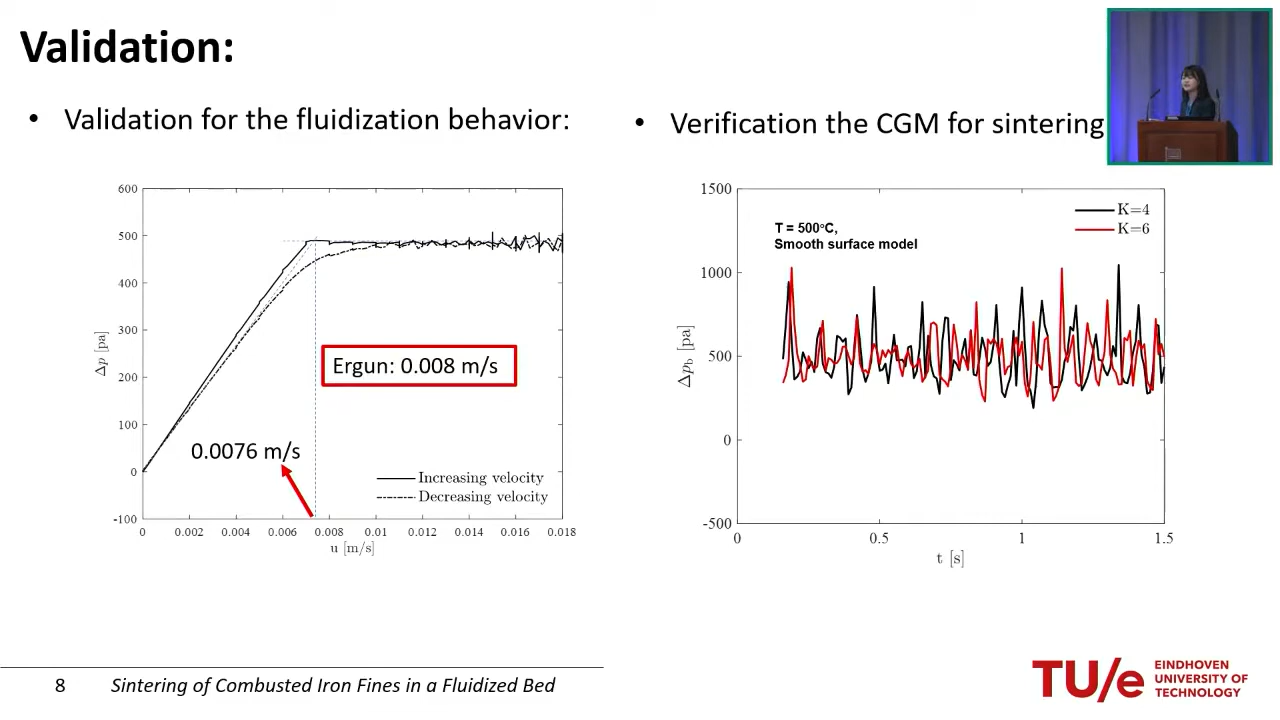 Validation:
• Validation for the fluidization behavior:
• Verification the CGM for sintering
600
500
400
300
200
100
0
-100
Δp [pa]
0 0.002 0.004 0.006 0.008 0.01 0.012 0.014 0.016 0.018
u [m/s]
Ergun: 0.008 m/s
0.0076 m/s
Increasing velocity
Decreasing velocity
1500
1000
500
0
-500
Δp_b [pa]
0 0.5 1 1.5
t [s]
T = 500°C,
Smooth surface model
K=4
K=6
8 Sintering of Combusted Iron Fines in a Fluidized Bed
TU/e
EINDHOVEN
UNIVERSITY OF
TECHNOLOGY